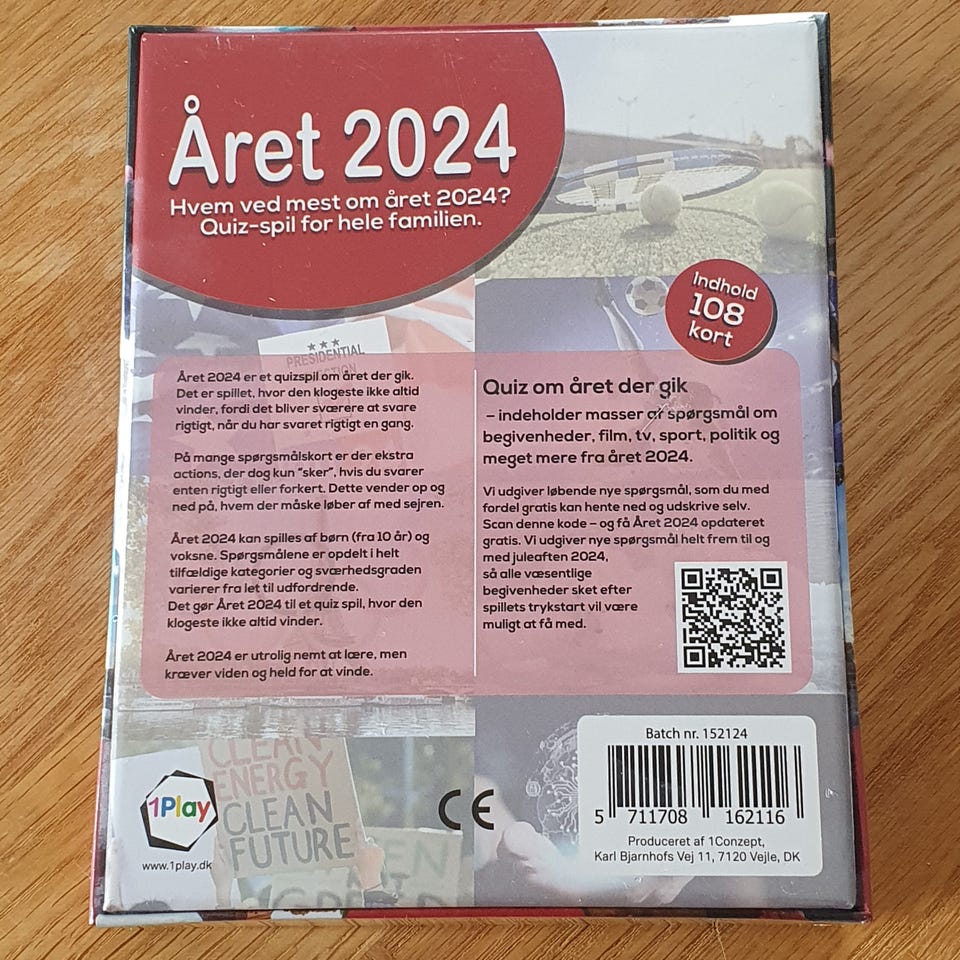 Året 2024
Hvem ved mest om året 2024?
Quiz-spil for hele familien.
Indhold
108
kort
PRESIDENTIAL
Året 2024 er et quizspil om året der gik.
Det er spillet, hvor den klogeste ikke altid
vinder, fordi det bliver sværere at svare
rigtigt, når du har svaret rigtigt en gang.
På mange spørgsmålskort er der ekstra
actions, der dog kun "sker", hvis du svarer
enten rigtigt eller forkert. Dette vender op og
ned på, hvem der måske løber af med sejren.
Året 2024 kan spilles af børn (fra 10 år) og
voksne. Spørgsmålene er opdelt i helt
tilfældige kategorier og sværhedsgraden
varierer fra let til udfordrende.
Det gør Året 2024 til et quiz spil, hvor den
klogeste ikke altid vinder.
Året 2024 er utrolig nemt at lære, men
kræver viden og held for at vinde.
Quiz om året der gik
– indeholder masser af spørgsmål om
begivenheder, film, tv, sport, politik og
meget mere fra året 2024.
Vi udgiver løbende nye spørgsmål, som du med
fordel gratis kan hente ned og udskrive selv.
Scan denne kode – og få Året 2024 opdateret
gratis. Vi udgiver nye spørgsmål helt frem til og
med juleaften 2024,
så alle væsentlige
begivenheder sket efter
spillets trykstart vil være
muligt at få med.
CLEAN
ENERGY
CLEAN
FUTURE
1Play
www.1play.dk
CE
Batch nr. 152124
5 711708 162116
Produceret af 1Conzept,
Karl Bjarnhofs Vej 11, 7120 Vejle, DK